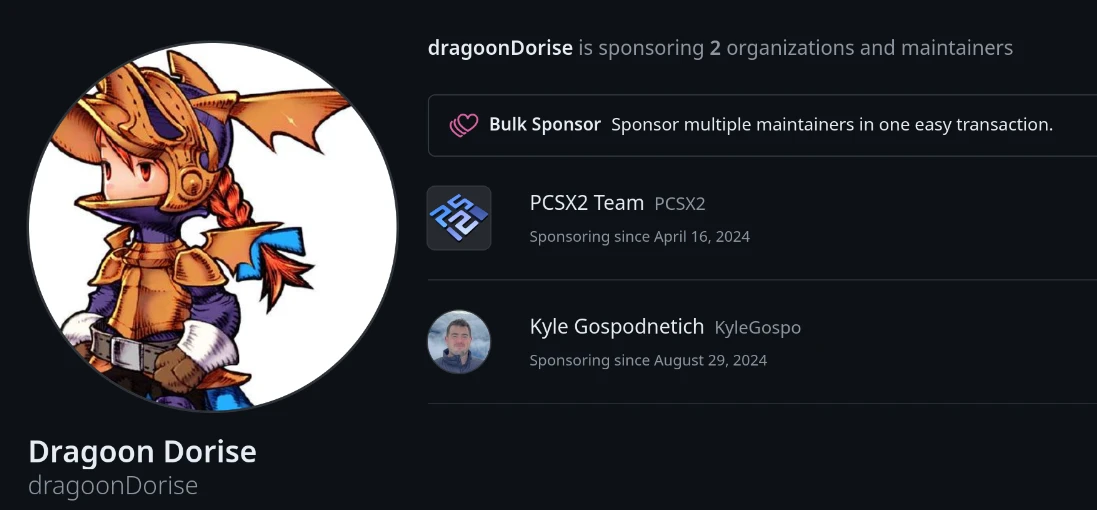 dragoonDorise is sponsoring 2 organizations and maintainers
Bulk Sponsor Sponsor multiple maintainers in one easy transaction.
PCSX2 Team PCSX2
Sponsoring since April 16, 2024
Kyle Gospodnetich KyleGospo
Sponsoring since August 29, 2024
Dragoon Dorise
dragoonDorise